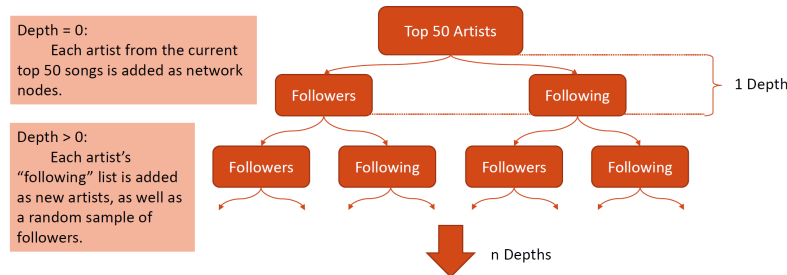 Depth = 0:
Each artist from the current
top 50 songs is added as network
nodes.
Depth > 0:
Each artist’s
“following” list is added
as new artists, as well as
a random sample of
followers.
Top 50 Artists
1 Depth
Followers
Following
Followers
Following
Followers
Following
n Depths